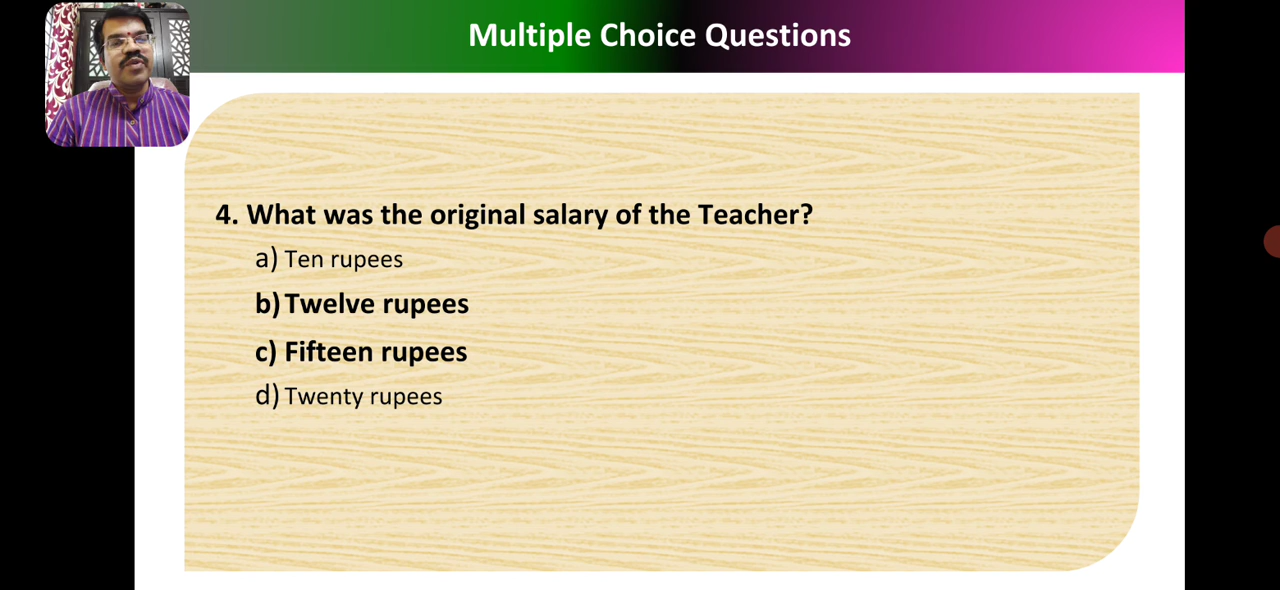 Multiple Choice Questions
4. What was the original salary of the Teacher?
a) Ten rupees
b) Twelve rupees
c) Fifteen rupees
d) Twenty rupees